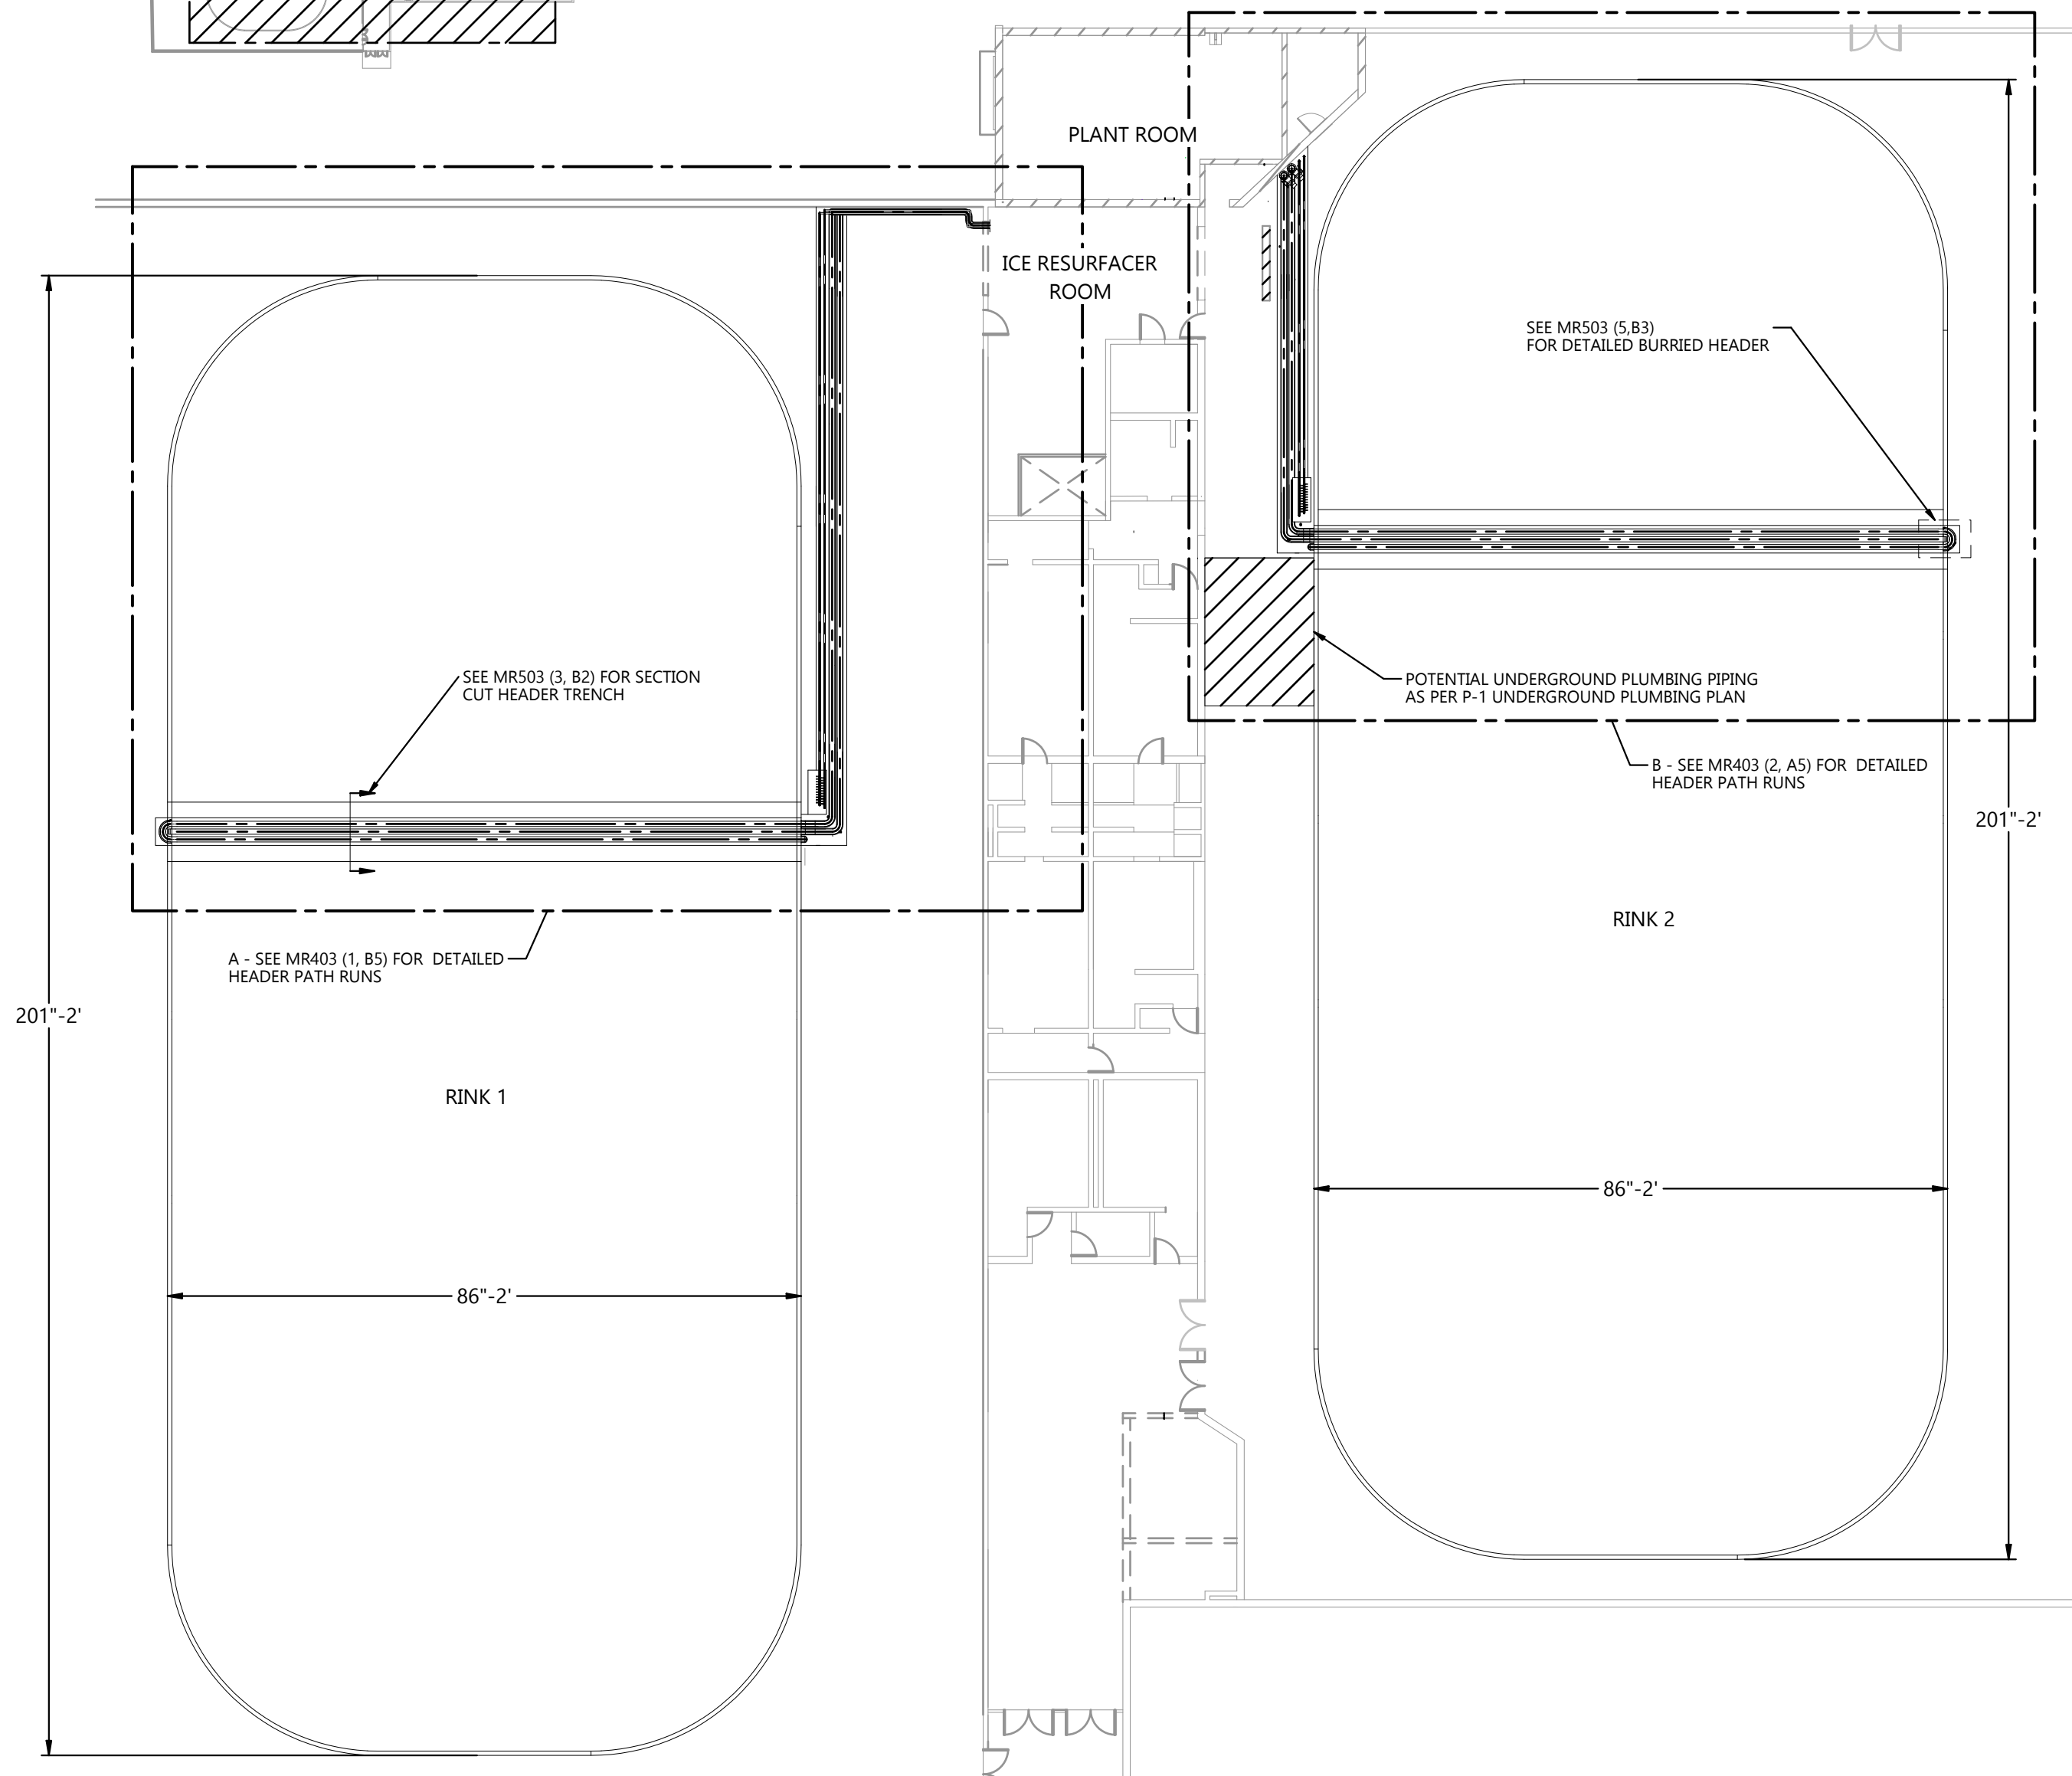 PLANT ROOM
ICE RESURFACER
ROOM
SEE MR503 (5,B3)
FOR DETAILED BURRIED HEADER
SEE MR503 (3, B2) FOR SECTION
CUT HEADER TRENCH
POTENTIAL UNDERGROUND PLUMBING PIPING
AS PER P-1 UNDERGROUND PLUMBING PLAN
B - SEE MR403 (2, A5) FOR DETAILED
HEADER PATH RUNS
201"-2'
RINK 2
A - SEE MR403 (1, B5) FOR DETAILED
HEADER PATH RUNS
201"-2'
RINK 1
86"-2'
86"-2'